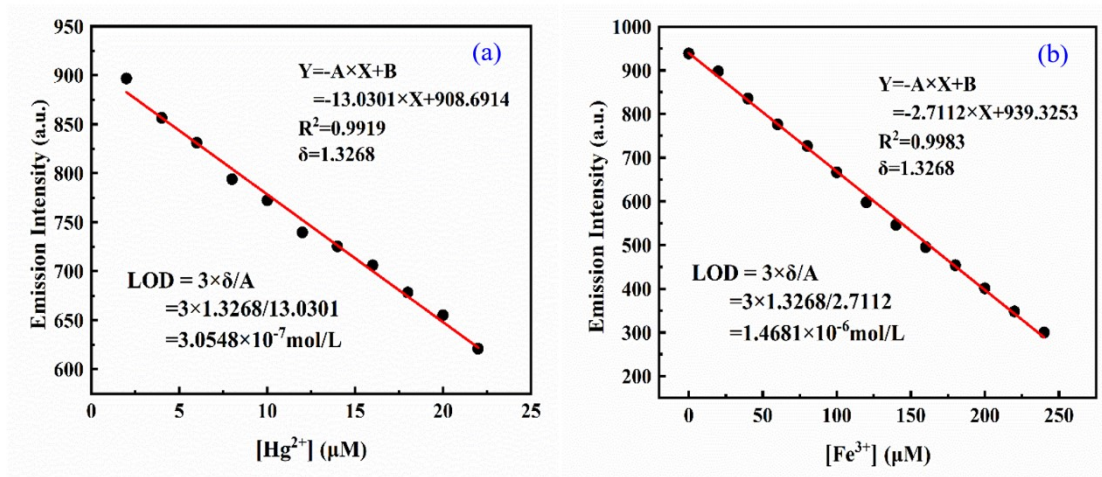 (a)
Y=-A×X+B
=-13.0301×X+908.6914
R²=0.9919
δ=1.3268
LOD = 3×δ/A
=3×1.3268/13.0301
=3.0548×10⁻⁷mol/L
Emission Intensity (a.u.)
950
900
850
800
750
700
650
600
0 5 10 15 20 25
[Hg²⁺] (μM)
(b)
Y=-A×X+B
=-2.7112×X+939.3253
R²=0.9983
δ=1.3268
LOD = 3×δ/A
=3×1.3268/2.7112
=1.4681×10⁻⁶mol/L
Emission Intensity (a.u.)
1000
900
800
700
600
500
400
300
200
0 50 100 150 200 250
[Fe³⁺] (μM)